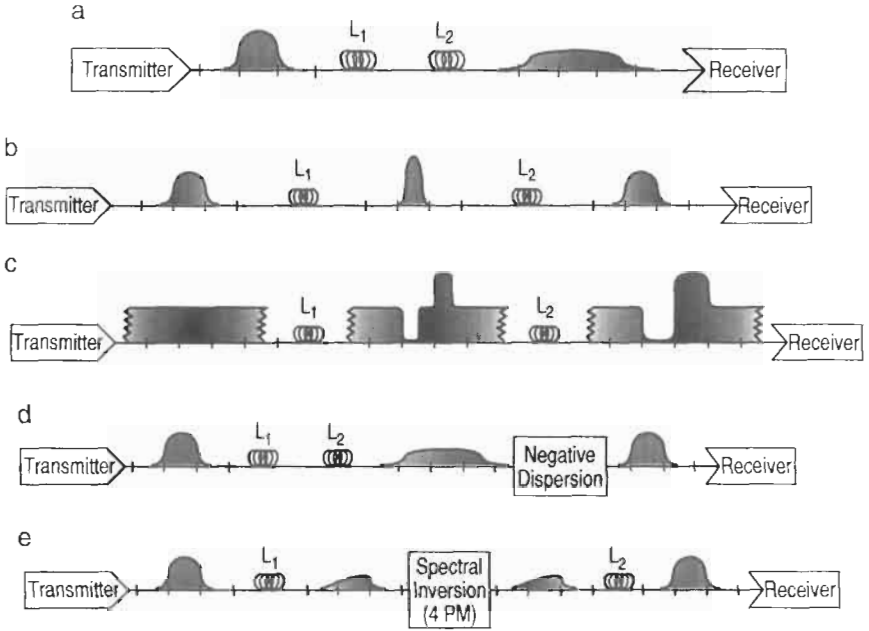 a
L1 L2
Transmitter Receiver
b
L1 L2
Transmitter Receiver
c
L1 L2
Transmitter Receiver
d
L1 L2
Transmitter Negative Dispersion Receiver
e
L1 L2
Transmitter Spectral Inversion (4 PM) Receiver